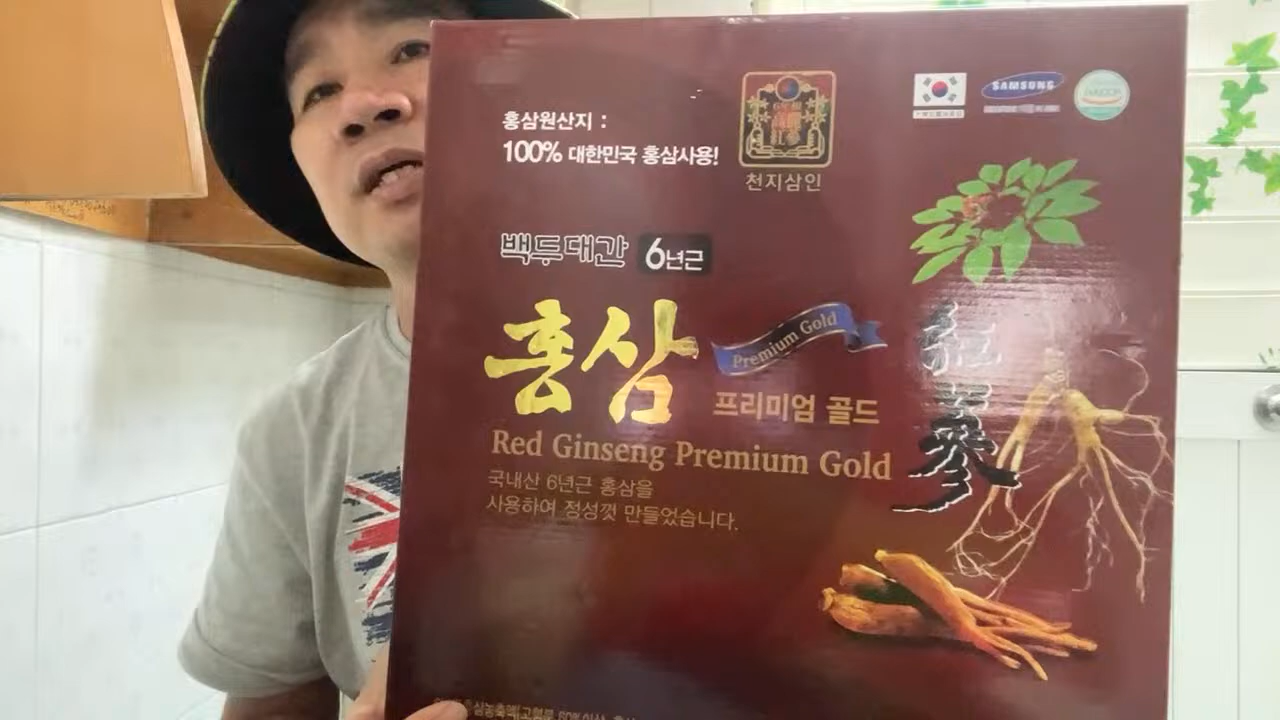 홍삼원산지 :
100% 대한민국 홍삼사용!
천지삼인
SAMSUNG
백두대간 6년근
홍삼
Premium Gold
프리미엄 골드
紅蔘
Red Ginseng Premium Gold
국내산 6년근 홍삼을
사용하여 정성껏 만들었습니다.